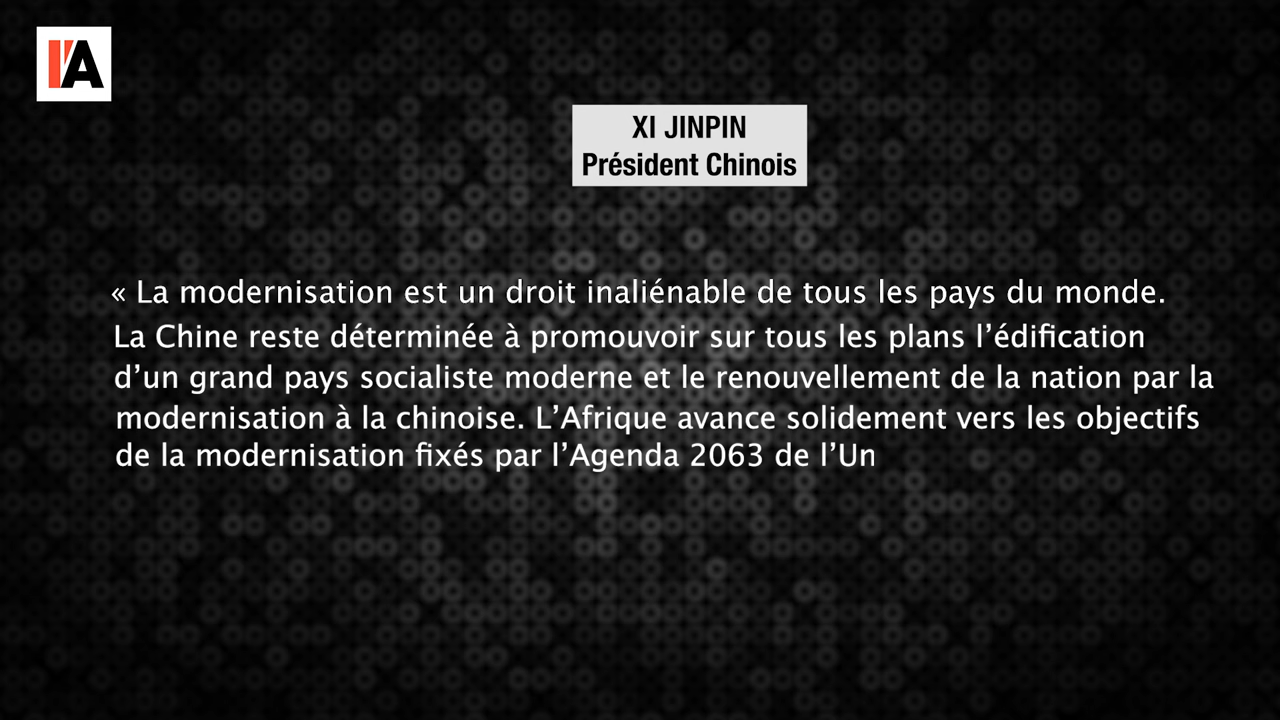 l'A
XI JINPIN
Président Chinois
« La modernisation est un droit inaliénable de tous les pays du monde.
La Chine reste déterminée à promouvoir sur tous les plans l’édification
d’un grand pays socialiste moderne et le renouvellement de la nation par la
modernisation à la chinoise. L’Afrique avance solidement vers les objectifs
de la modernisation fixés par l’Agenda 2063 de l’Un